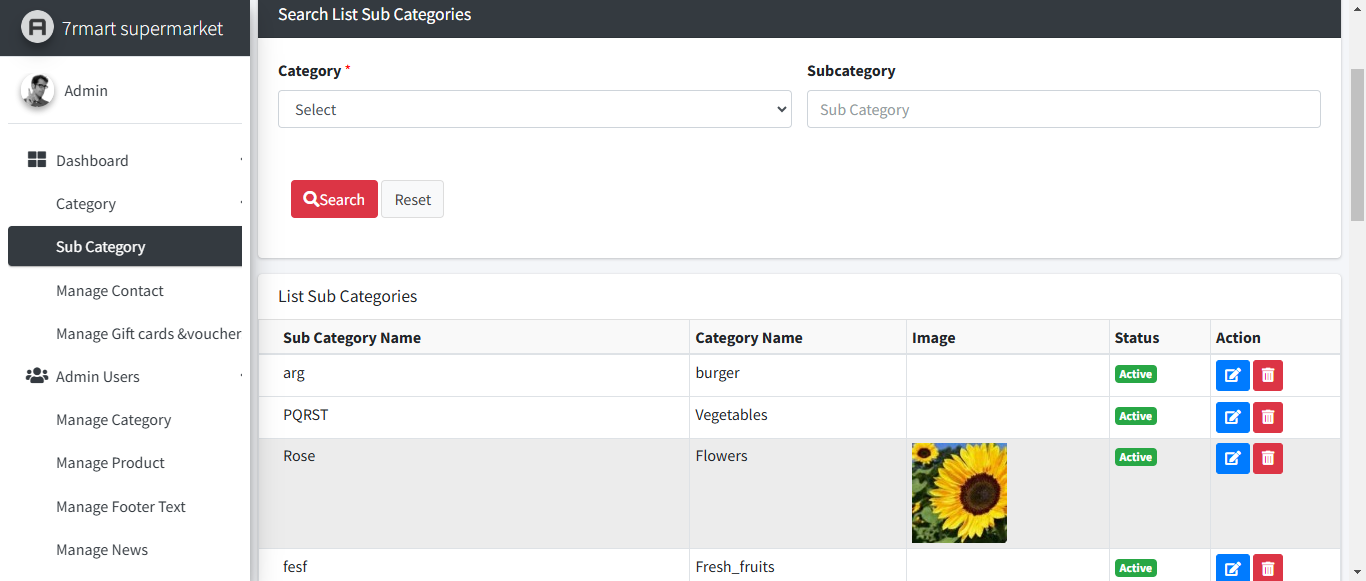 7rmart supermarket
Admin
Dashboard
Category
Sub Category
Manage Contact
Manage Gift cards &voucher
Admin Users
Manage Category
Manage Product
Manage Footer Text
Manage News
Search List Sub Categories
Category * Subcategory
Select Sub Category
Search Reset
List Sub Categories
Sub Category Name Category Name Image Status Action
arg burger Active
PQRST Vegetables Active
Rose Flowers Active
fesf Fresh_fruits Active